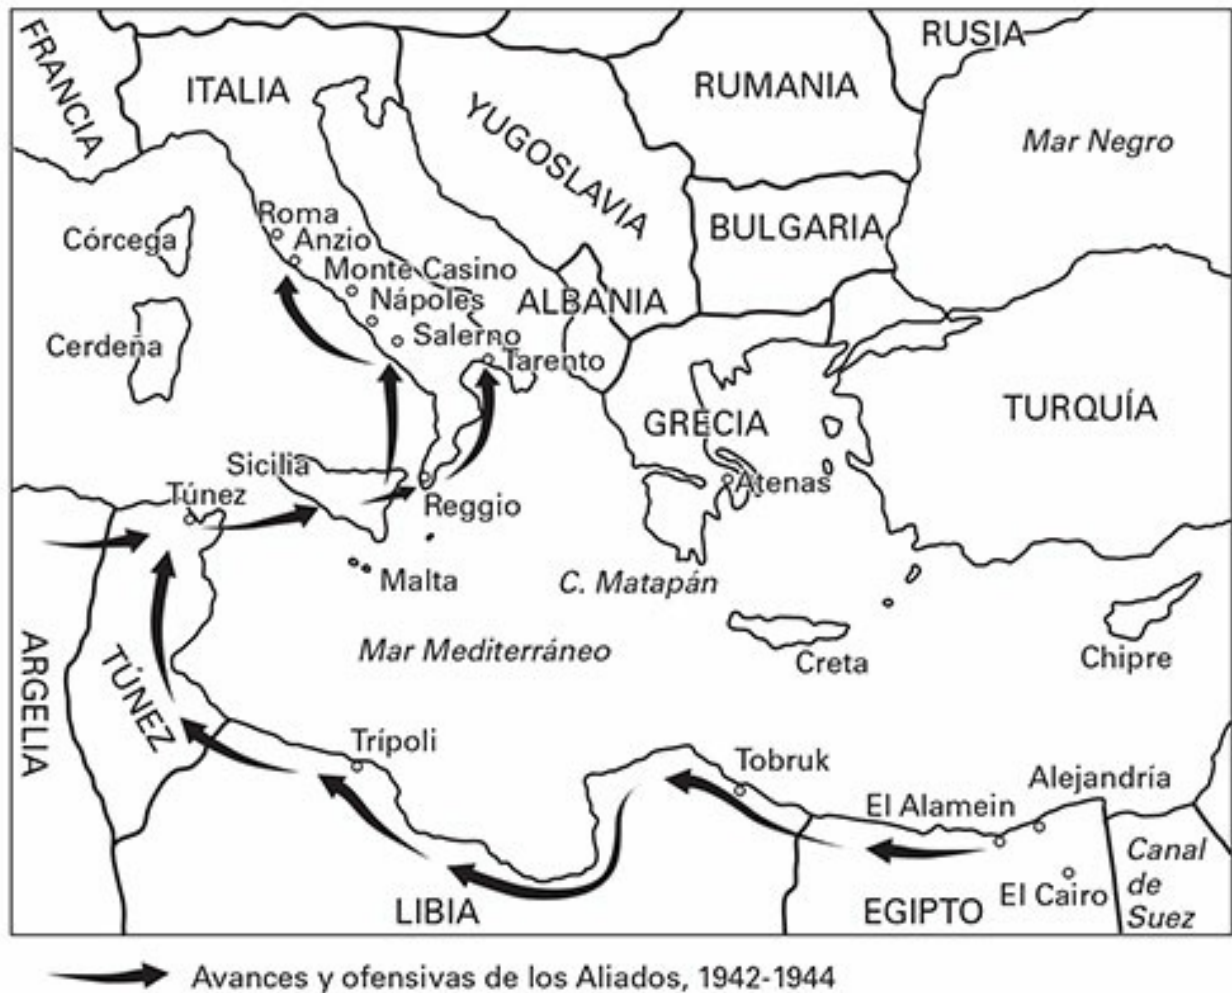 FRANCIA
ITALIA
YUGOSLAVIA
RUMANIA
RUSIA
Mar Negro
BULGARIA
Córcega
Roma
Anzio
Monte Casino
Nápoles
ALBANIA
Cerdeña
Salerno
Tarento
GRECIA
TURQUÍA
Sicilia
Túnez
Reggio
Atenas
Malta
C. Matapán
Mar Mediterráneo
Creta
Chipre
ARGELIA
TÚNEZ
Trípoli
Tobruk
Alejandría
El Alamein
El Cairo
Canal
de
Suez
LIBIA
EGIPTO
Avances y ofensivas de los Aliados, 1942-1944